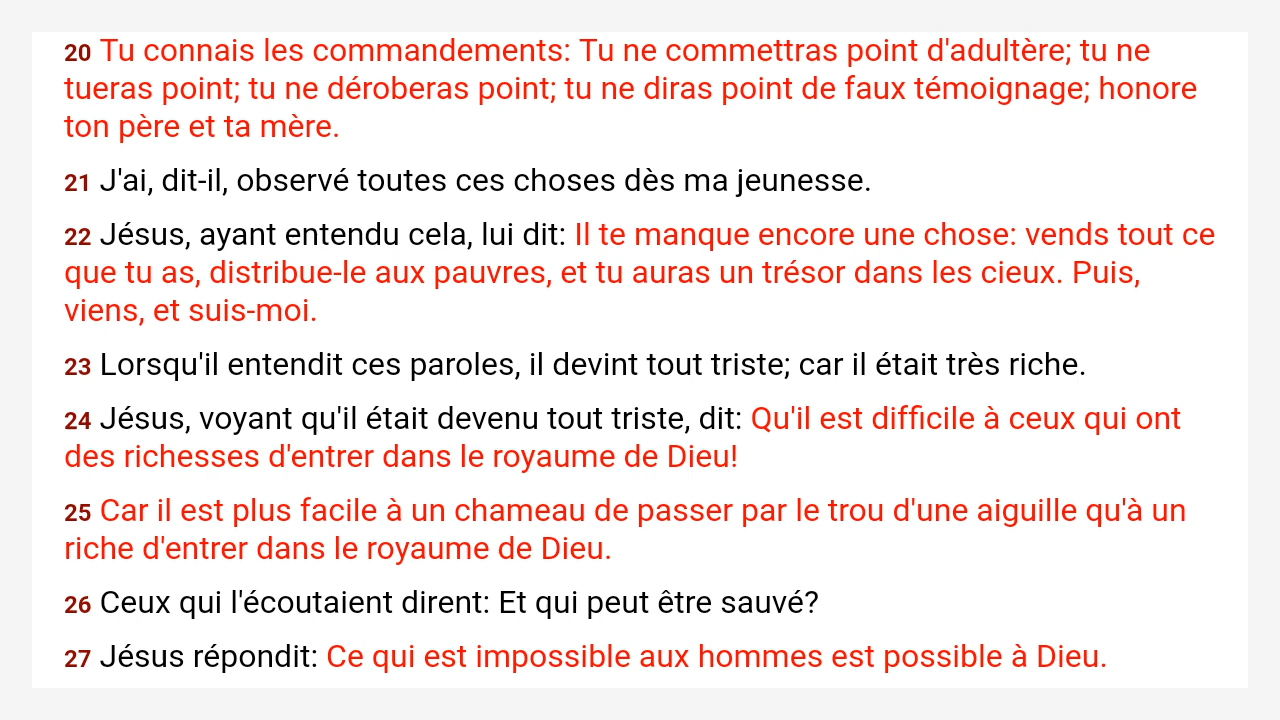 20 Tu connais les commandements: Tu ne commettras point d'adultère; tu ne
tueras point; tu ne déroberas point; tu ne diras point de faux témoignage; honore
ton père et ta mère.
21 J'ai, dit-il, observé toutes ces choses dès ma jeunesse.
22 Jésus, ayant entendu cela, lui dit: Il te manque encore une chose: vends tout ce
que tu as, distribue-le aux pauvres, et tu auras un trésor dans les cieux. Puis,
viens, et suis-moi.
23 Lorsqu'il entendit ces paroles, il devint tout triste; car il était très riche.
24 Jésus, voyant qu'il était devenu tout triste, dit: Qu'il est difficile à ceux qui ont
des richesses d'entrer dans le royaume de Dieu!
25 Car il est plus facile à un chameau de passer par le trou d'une aiguille qu'à un
riche d'entrer dans le royaume de Dieu.
26 Ceux qui l'écoutaient dirent: Et qui peut être sauvé?
27 Jésus répondit: Ce qui est impossible aux hommes est possible à Dieu.